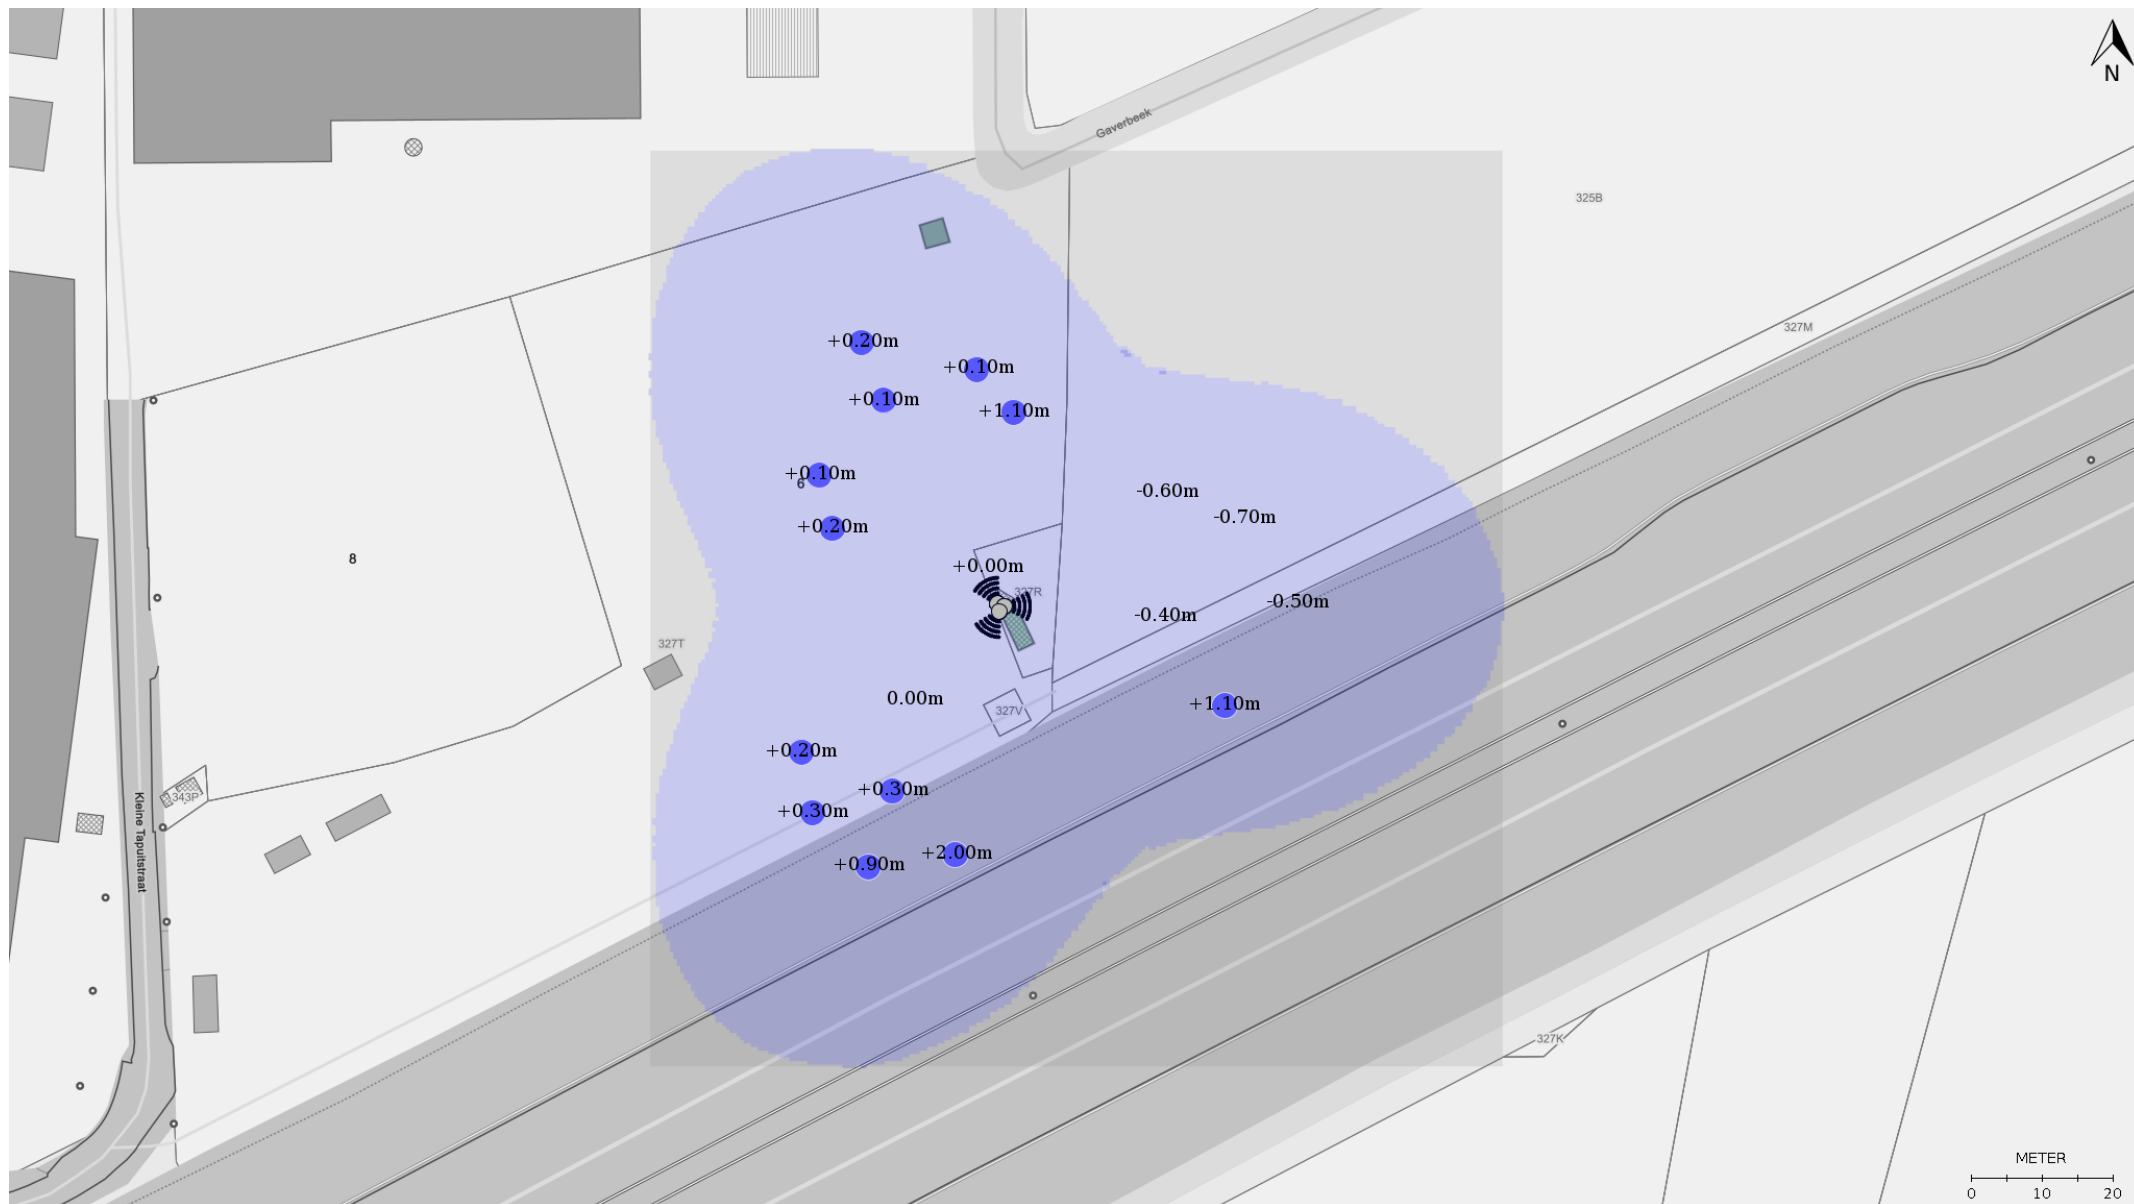 N
Gaverbeek
325B
327M
+0.20m
+0.10m
+0.10m
+1.10m
+0.10m
6
-0.60m
-0.70m
+0.20m
8
+0.00m
327R
-0.50m
-0.40m
327T
0.00m
+1.10m
327V
+0.20m
+0.30m
343P
+0.30m
Kleine Tapuitstraat
+2.00m
+0.90m
327K
METER
0 10 20